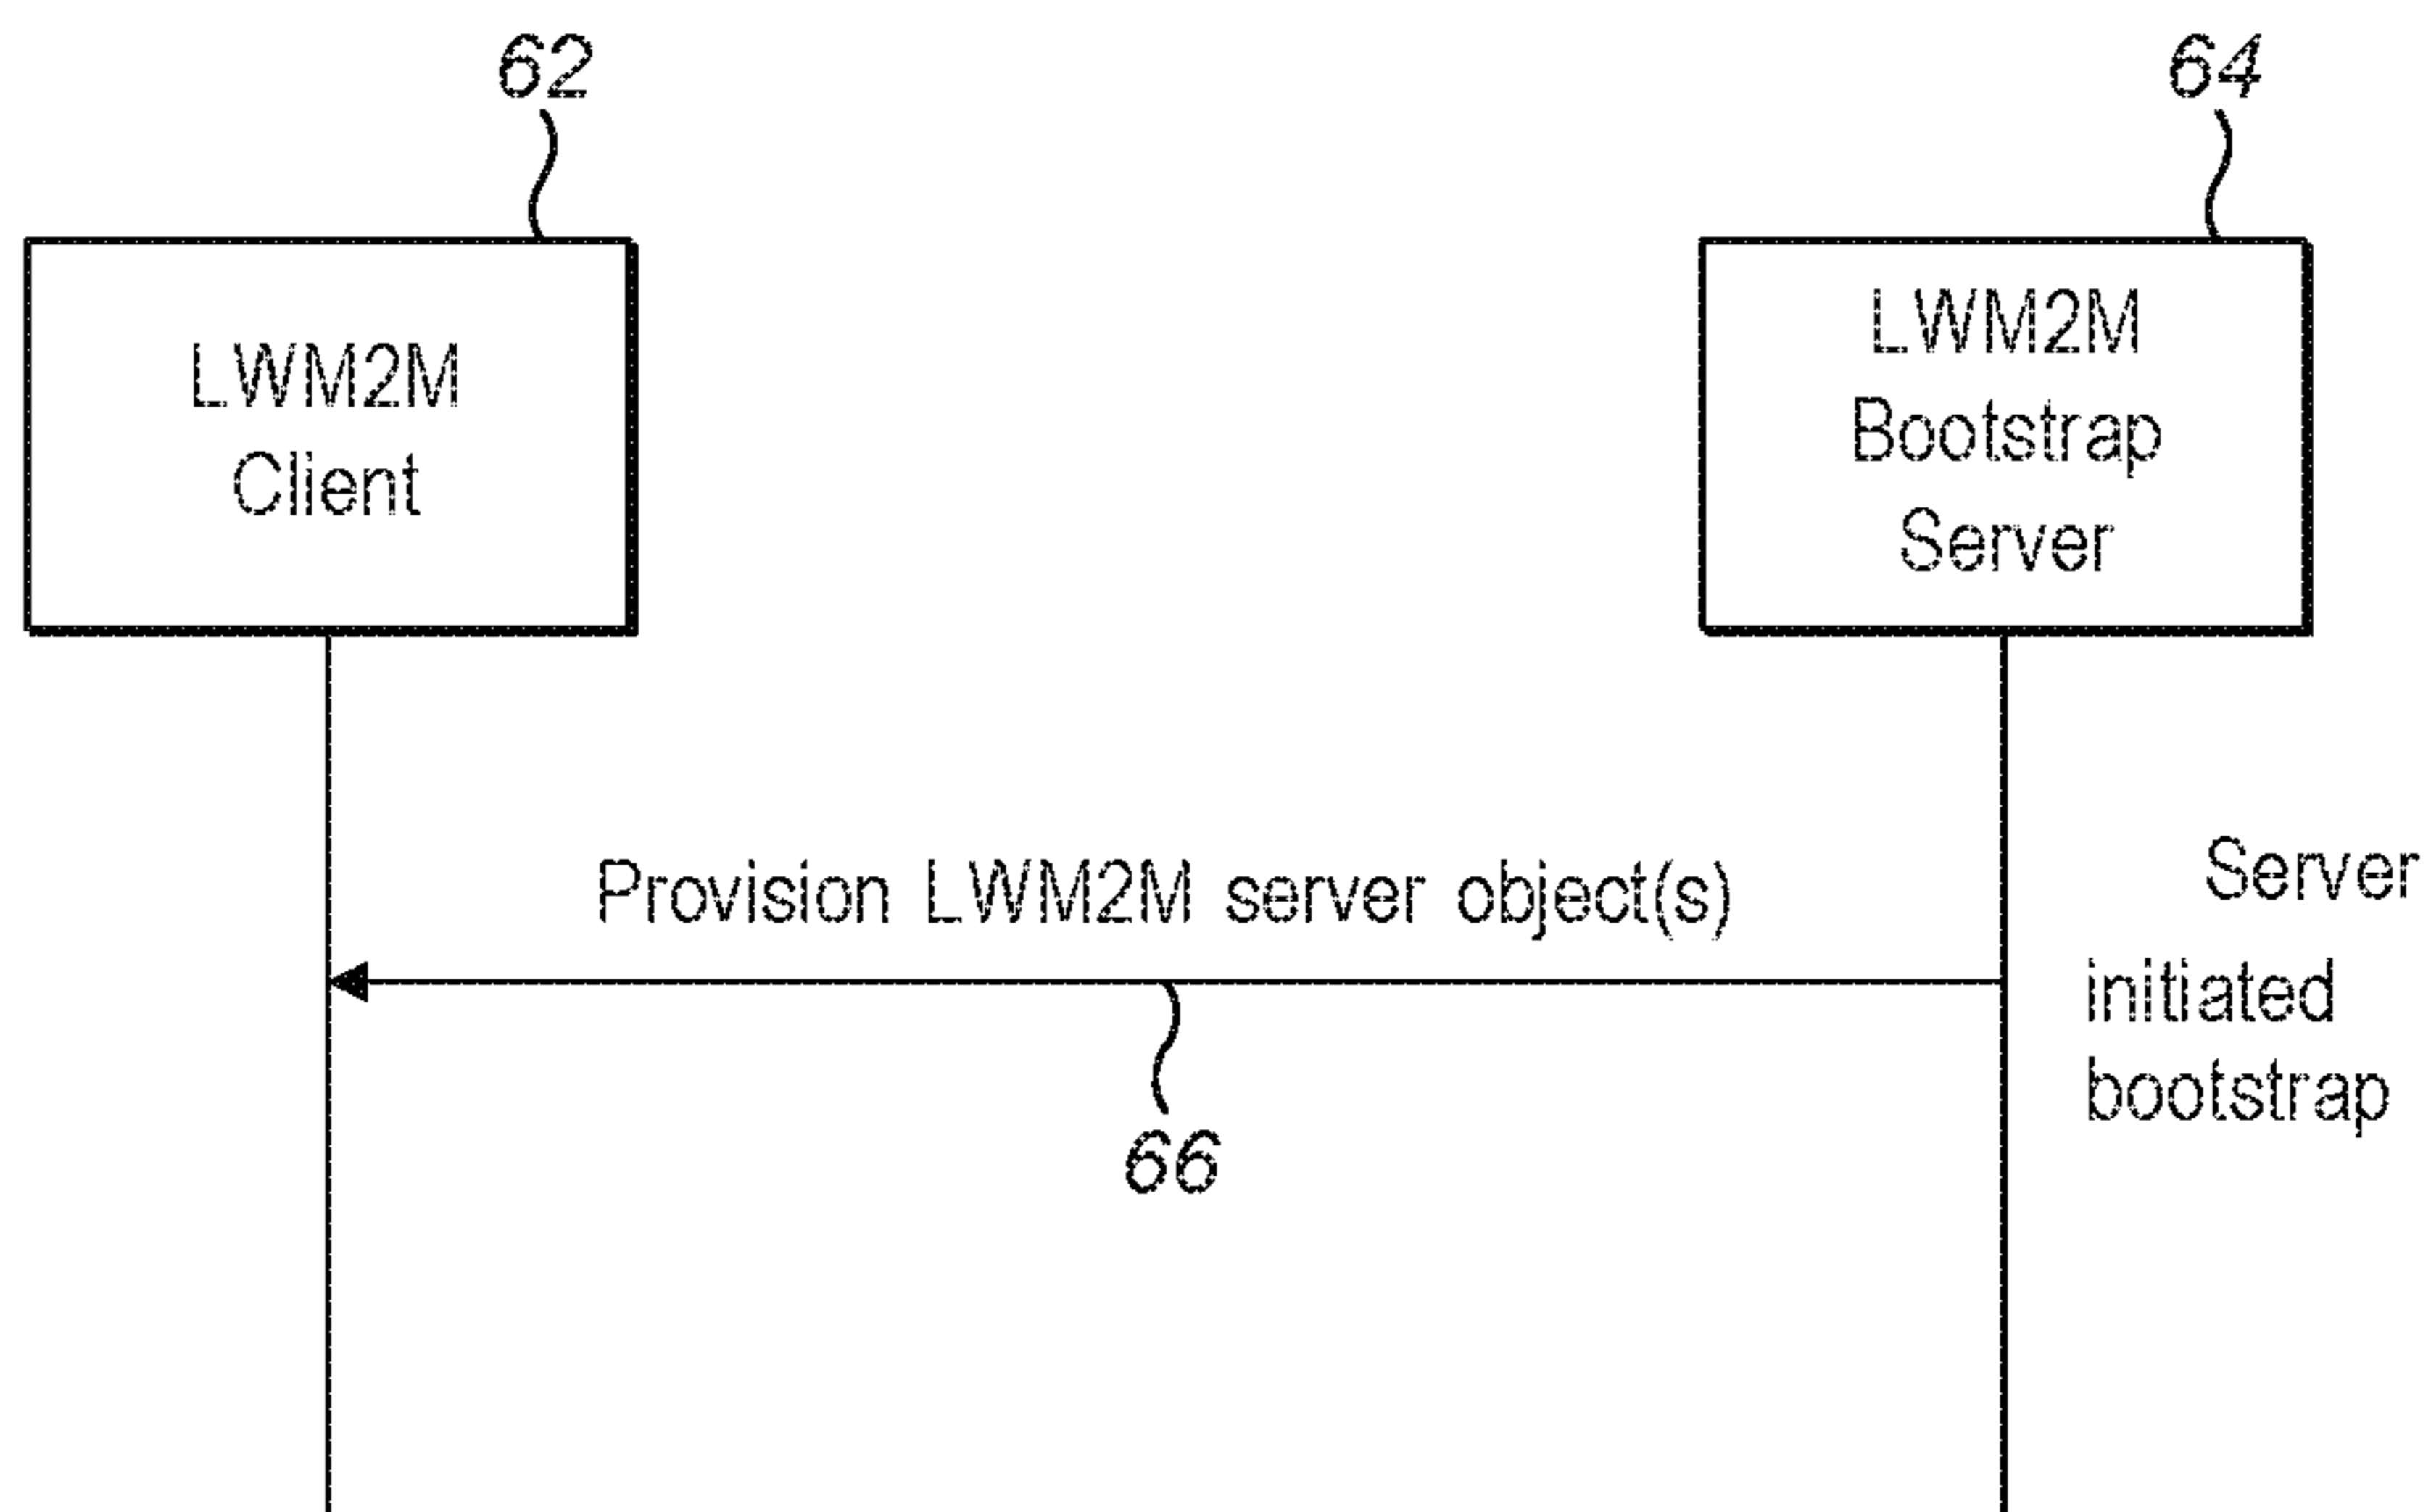 62
64
LWM2M
Client
LWM2M
Bootstrap
Server
Provision LWM2M server object(s)
Server
initiated
bootstrap
66